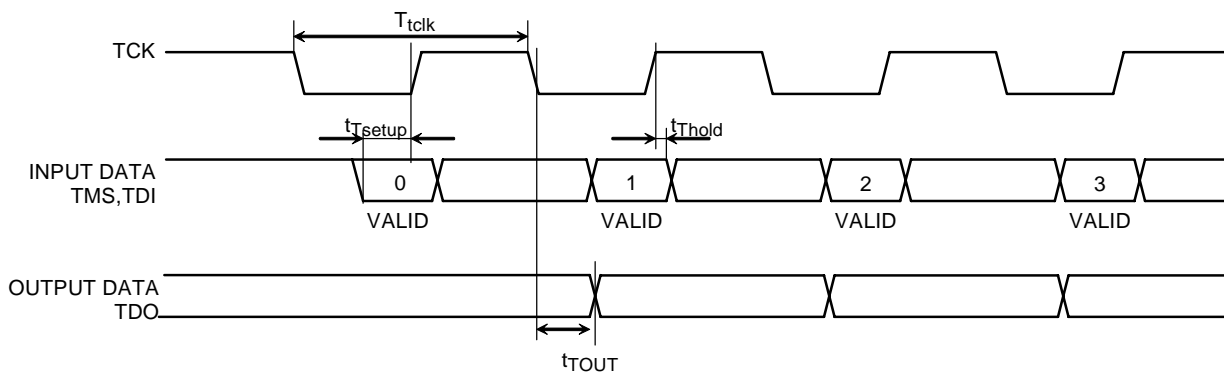 Ttclk
TCK
tTsetup
tThold
INPUT DATA
TMS,TDI
0 1 2 3
VALID VALID VALID VALID
OUTPUT DATA
TDO
tTOUT